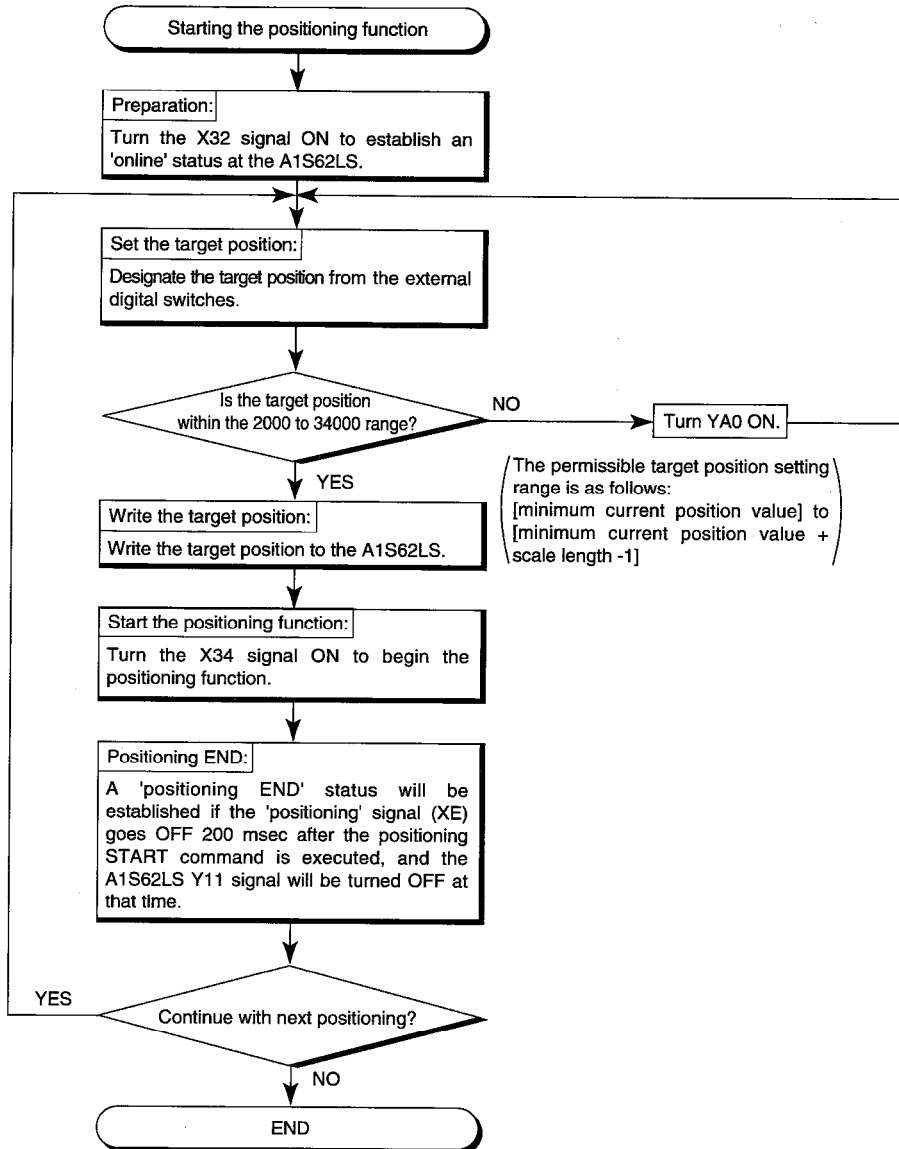 Starting the positioning function
Preparation:
Turn the X32 signal ON to establish an
'online' status at the A1S62LS.
Set the target position:
Designate the target position from the external
digital switches.
Is the target position
within the 2000 to 34000 range?
NO
Turn YA0 ON.
(The permissible target position setting
range is as follows:
[minimum current position value] to
[minimum current position value +
scale length -1])
YES
Write the target position:
Write the target position to the A1S62LS.
Start the positioning function:
Turn the X34 signal ON to begin the
positioning function.
Positioning END:
A 'positioning END' status will be
established if the 'positioning' signal (XE)
goes OFF 200 msec after the positioning
START command is executed, and the
A1S62LS Y11 signal will be turned OFF at
that time.
YES
Continue with next positioning?
NO
END